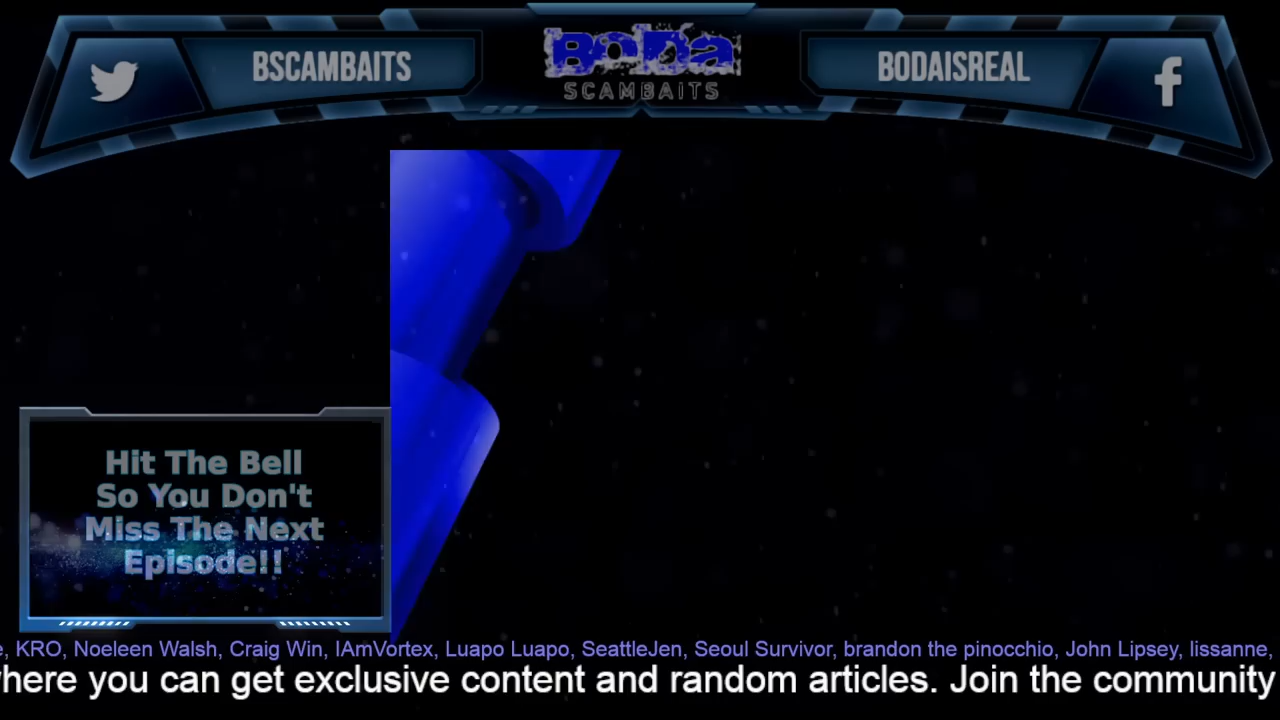 BSCAMBAITS
BoDa
SCAMBAITS
BODAISREAL
Hit The Bell
So You Don't
Miss The Next
Episode!!
KRO, Noeleen Walsh, Craig Win, IAmVortex, Luapo Luapo, SeattleJen, Seoul Survivor, brandon the pinocchio, John Lipsey, lissanne,
where you can get exclusive content and random articles. Join the community